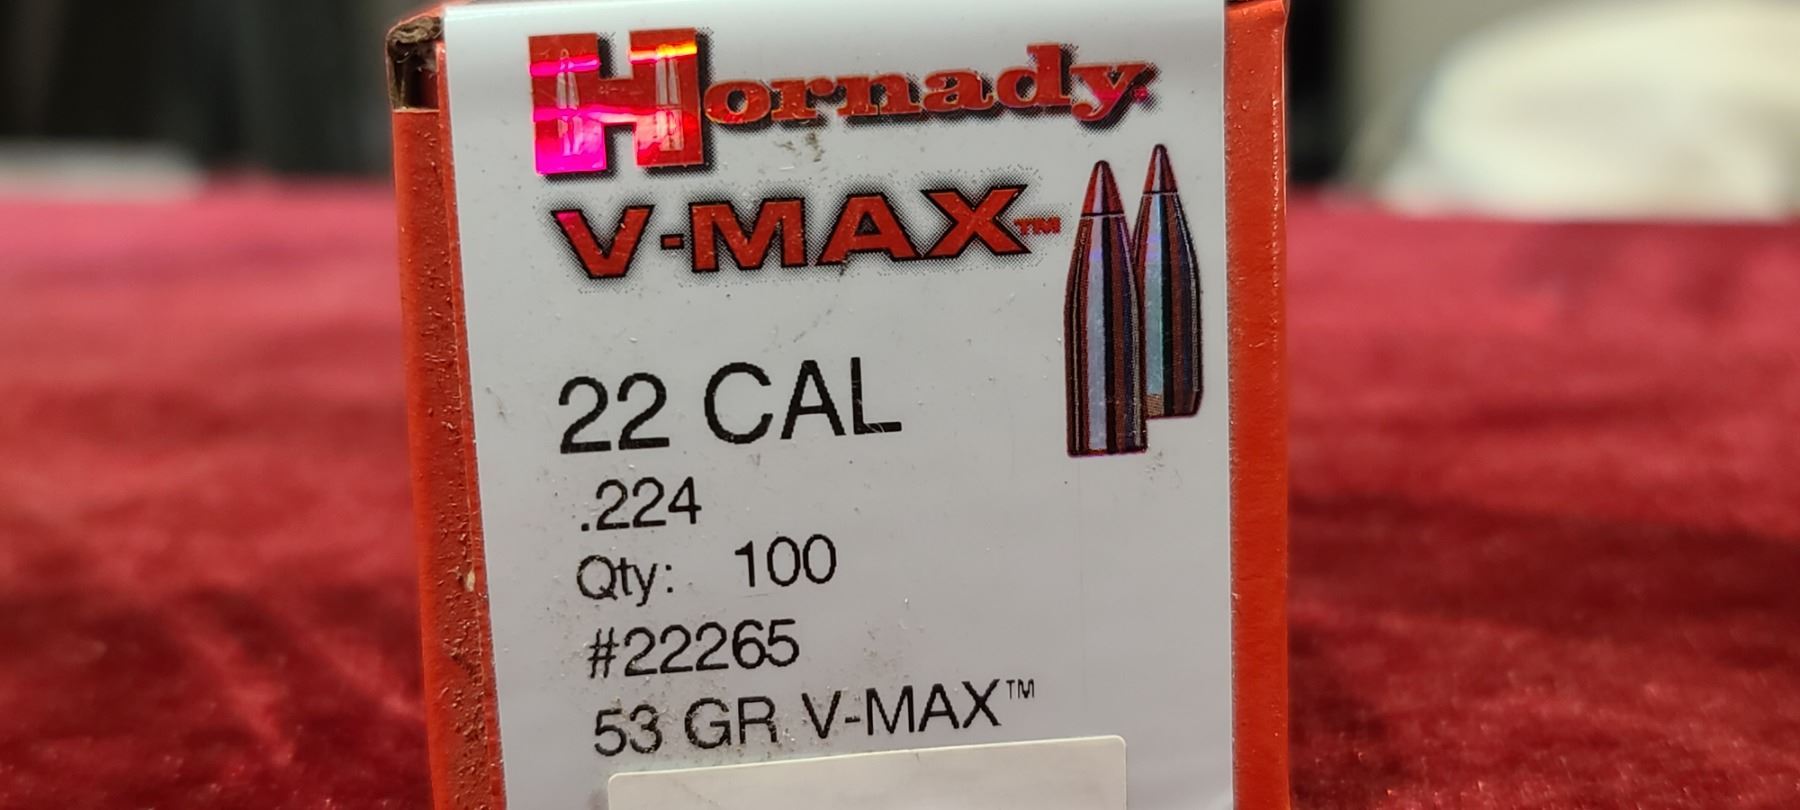 Hornady
V-MAX™
22 CAL
.224
Qty: 100
#22265
53 GR V-MAX™